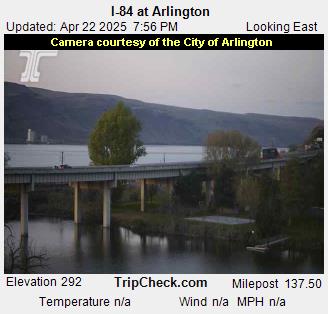 I-84 at Arlington
Updated: Apr 22 2025 7:56 PM Looking East
Camera courtesy of the City of Arlington
Elevation 292 TripCheck.com Milepost 137.50
Temperature n/a Wind n/a MPH n/a